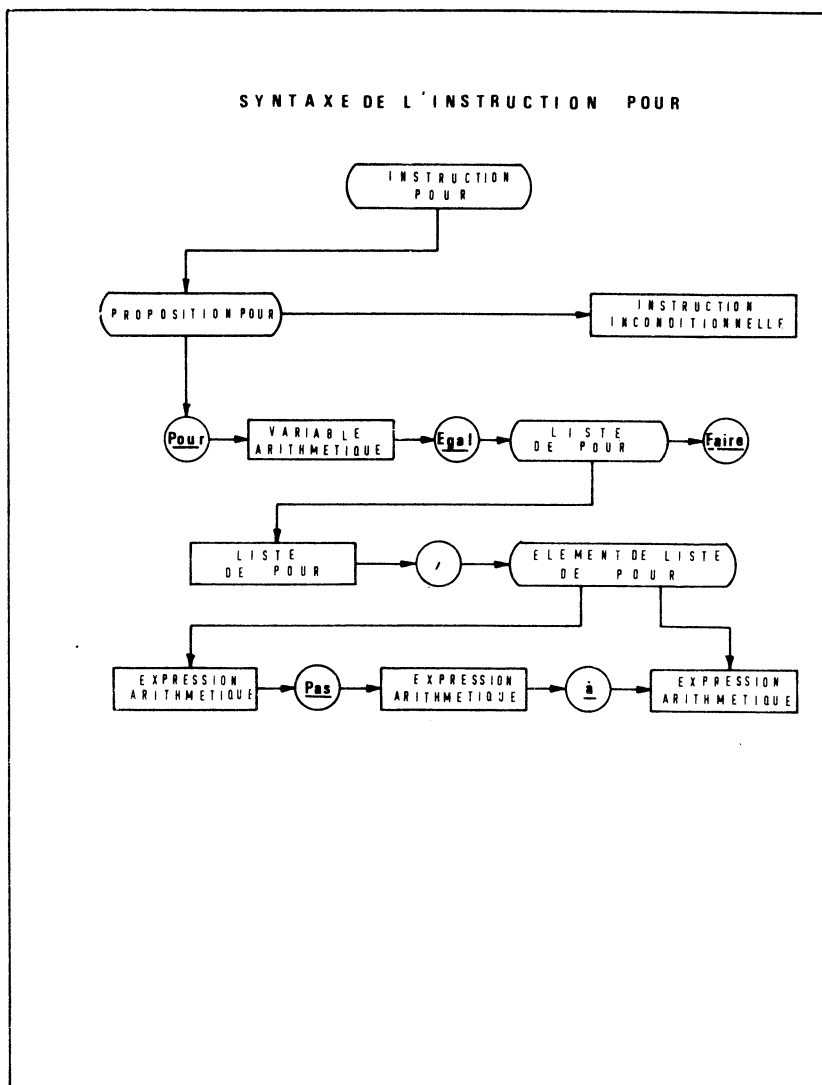 SYNTAXE DE L'INSTRUCTION POUR
INSTRUCTION
POUR
PROPOSITION POUR
INSTRUCTION
INCONDITIONNELLE
Pour
VARIABLE
ARITHMETIQUE
Egal
LISTE
DE POUR
Faire
LISTE
DE POUR
,
ELEMENT DE LISTE
DE POUR
EXPRESSION
ARITHMETIQUE
Pas
EXPRESSION
ARITHMETIQUE
à
EXPRESSION
ARITHMETIQUE